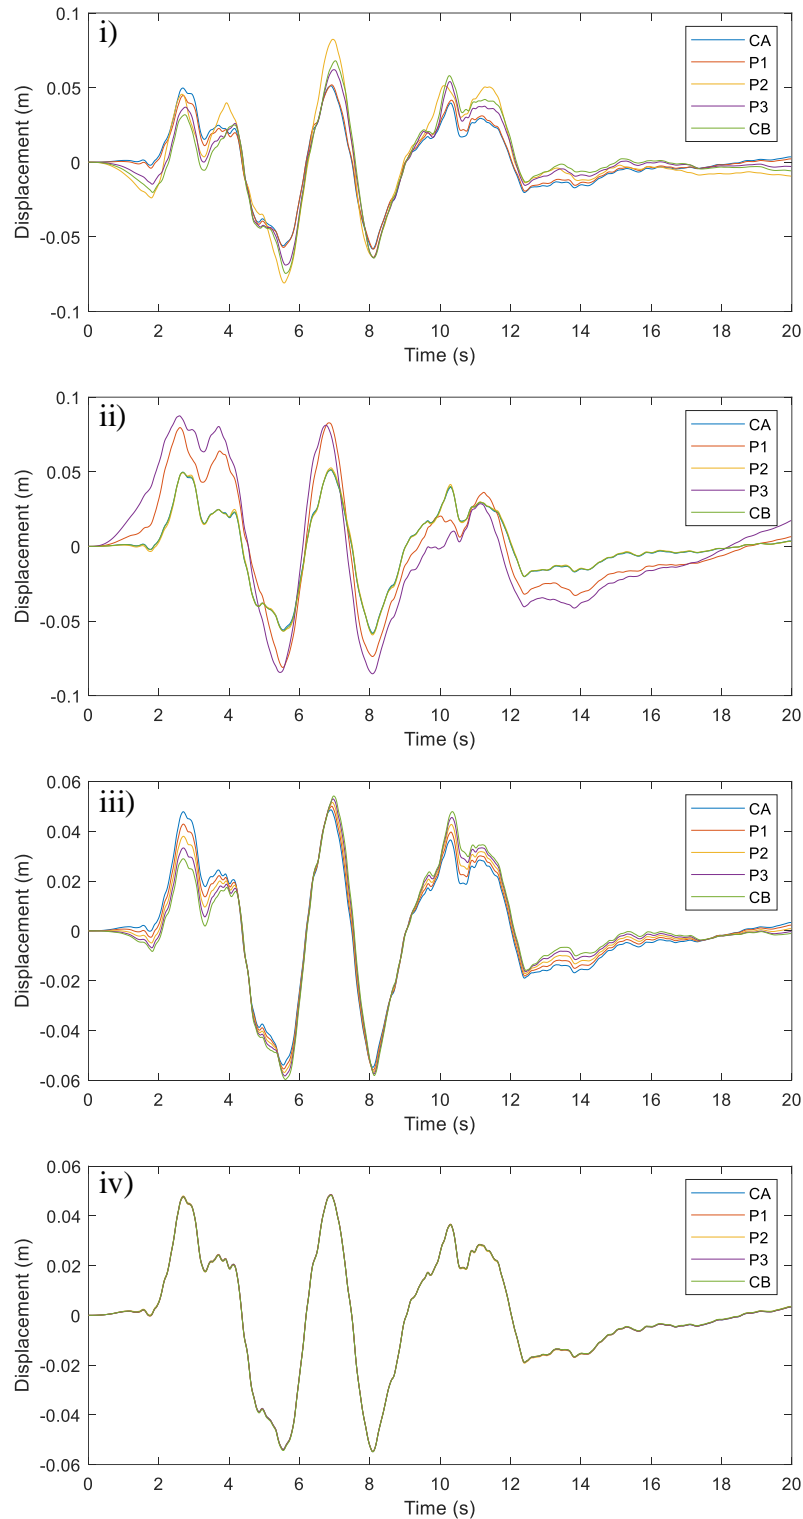 i)
0.1
0.05
0
-0.05
-0.1
Displacement (m)
CA
P1
P2
P3
CB
0 2 4 6 8 10 12 14 16 18 20
Time (s)
ii)
0.1
0.05
0
-0.05
-0.1
Displacement (m)
CA
P1
P2
P3
CB
0 2 4 6 8 10 12 14 16 18 20
Time (s)
iii)
0.06
0.04
0.02
0
-0.02
-0.04
-0.06
Displacement (m)
CA
P1
P2
P3
CB
0 2 4 6 8 10 12 14 16 18 20
Time (s)
iv)
0.06
0.04
0.02
0
-0.02
-0.04
-0.06
Displacement (m)
CA
P1
P2
P3
CB
0 2 4 6 8 10 12 14 16 18 20
Time (s)